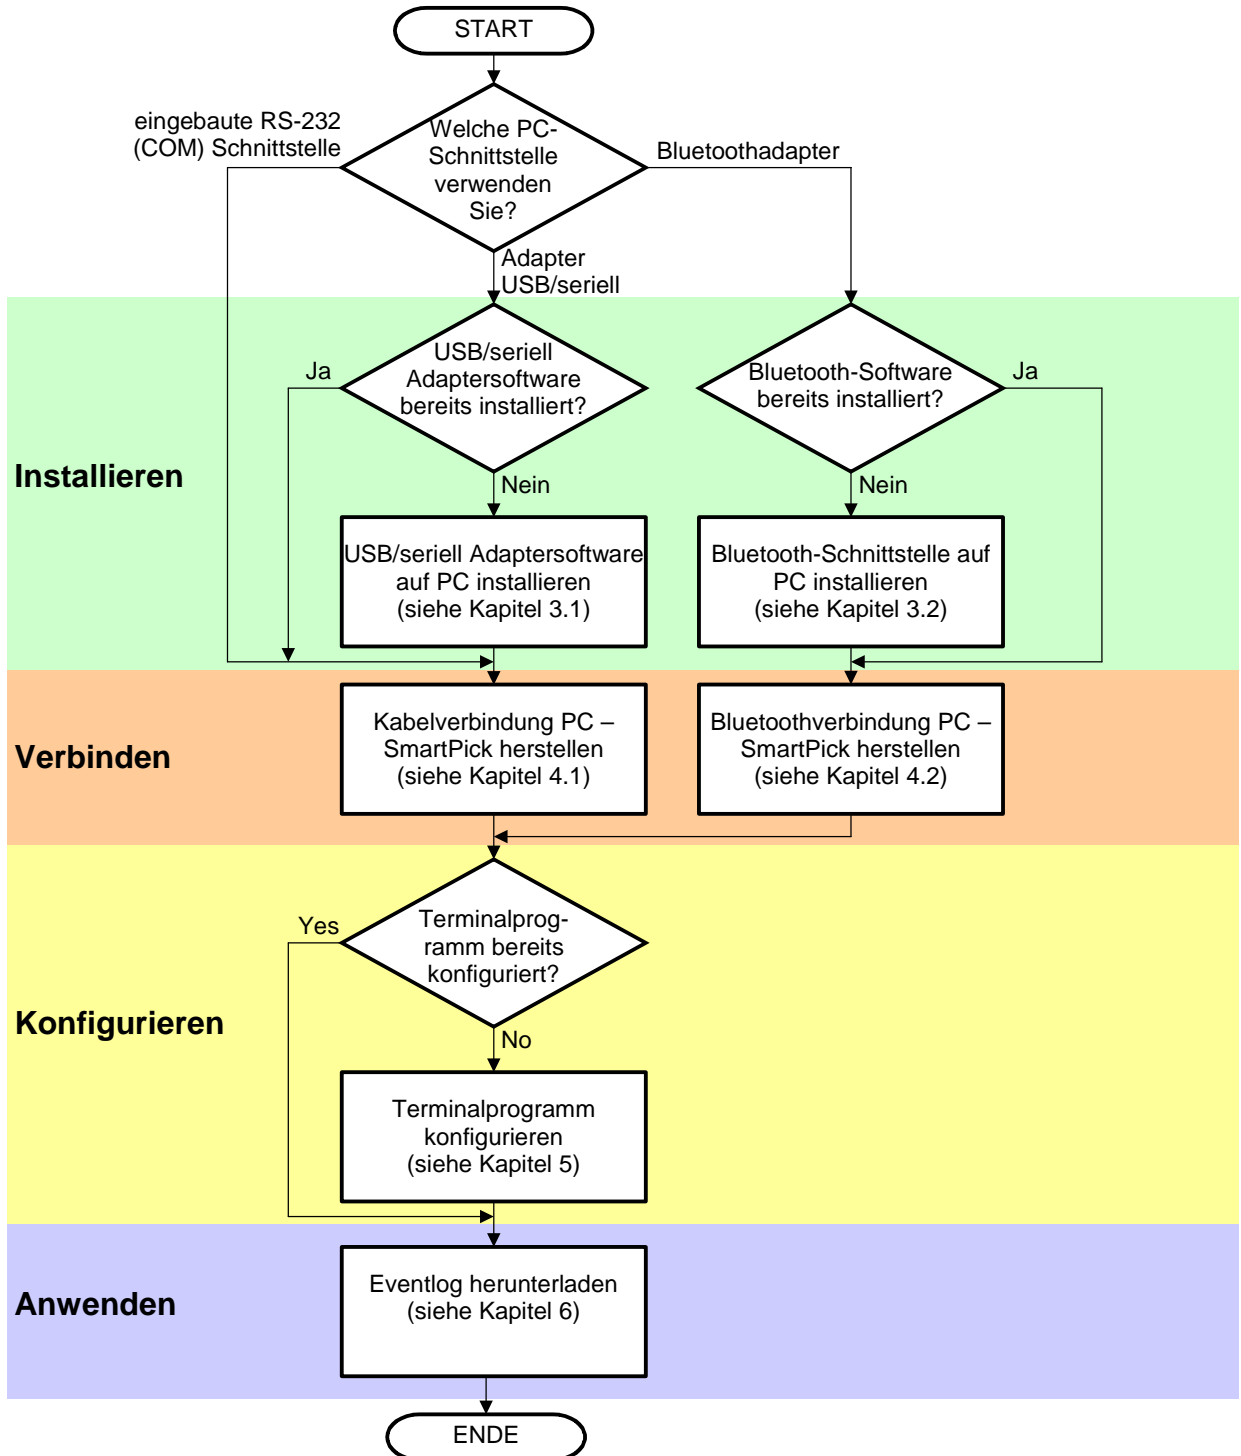 START
eingebaute RS-232
(COM) Schnittstelle
Welche PC-
Schnittstelle
verwenden
Sie?
Bluetoothadapter
Adapter
USB/seriell
Installieren
Ja
USB/seriell
Adaptersoftware
bereits installiert?
Bluetooth-Software
bereits installiert?
Ja
Nein
Nein
USB/seriell Adaptersoftware
auf PC installieren
(siehe Kapitel 3.1)
Bluetooth-Schnittstelle auf
PC installieren
(siehe Kapitel 3.2)
Verbinden
Kabelverbindung PC –
SmartPick herstellen
(siehe Kapitel 4.1)
Bluetoothverbindung PC –
SmartPick herstellen
(siehe Kapitel 4.2)
Konfigurieren
Yes
Terminalprog-
ramm bereits
konfiguriert?
No
Terminalprogramm
konfigurieren
(siehe Kapitel 5)
Anwenden
Eventlog herunterladen
(siehe Kapitel 6)
ENDE